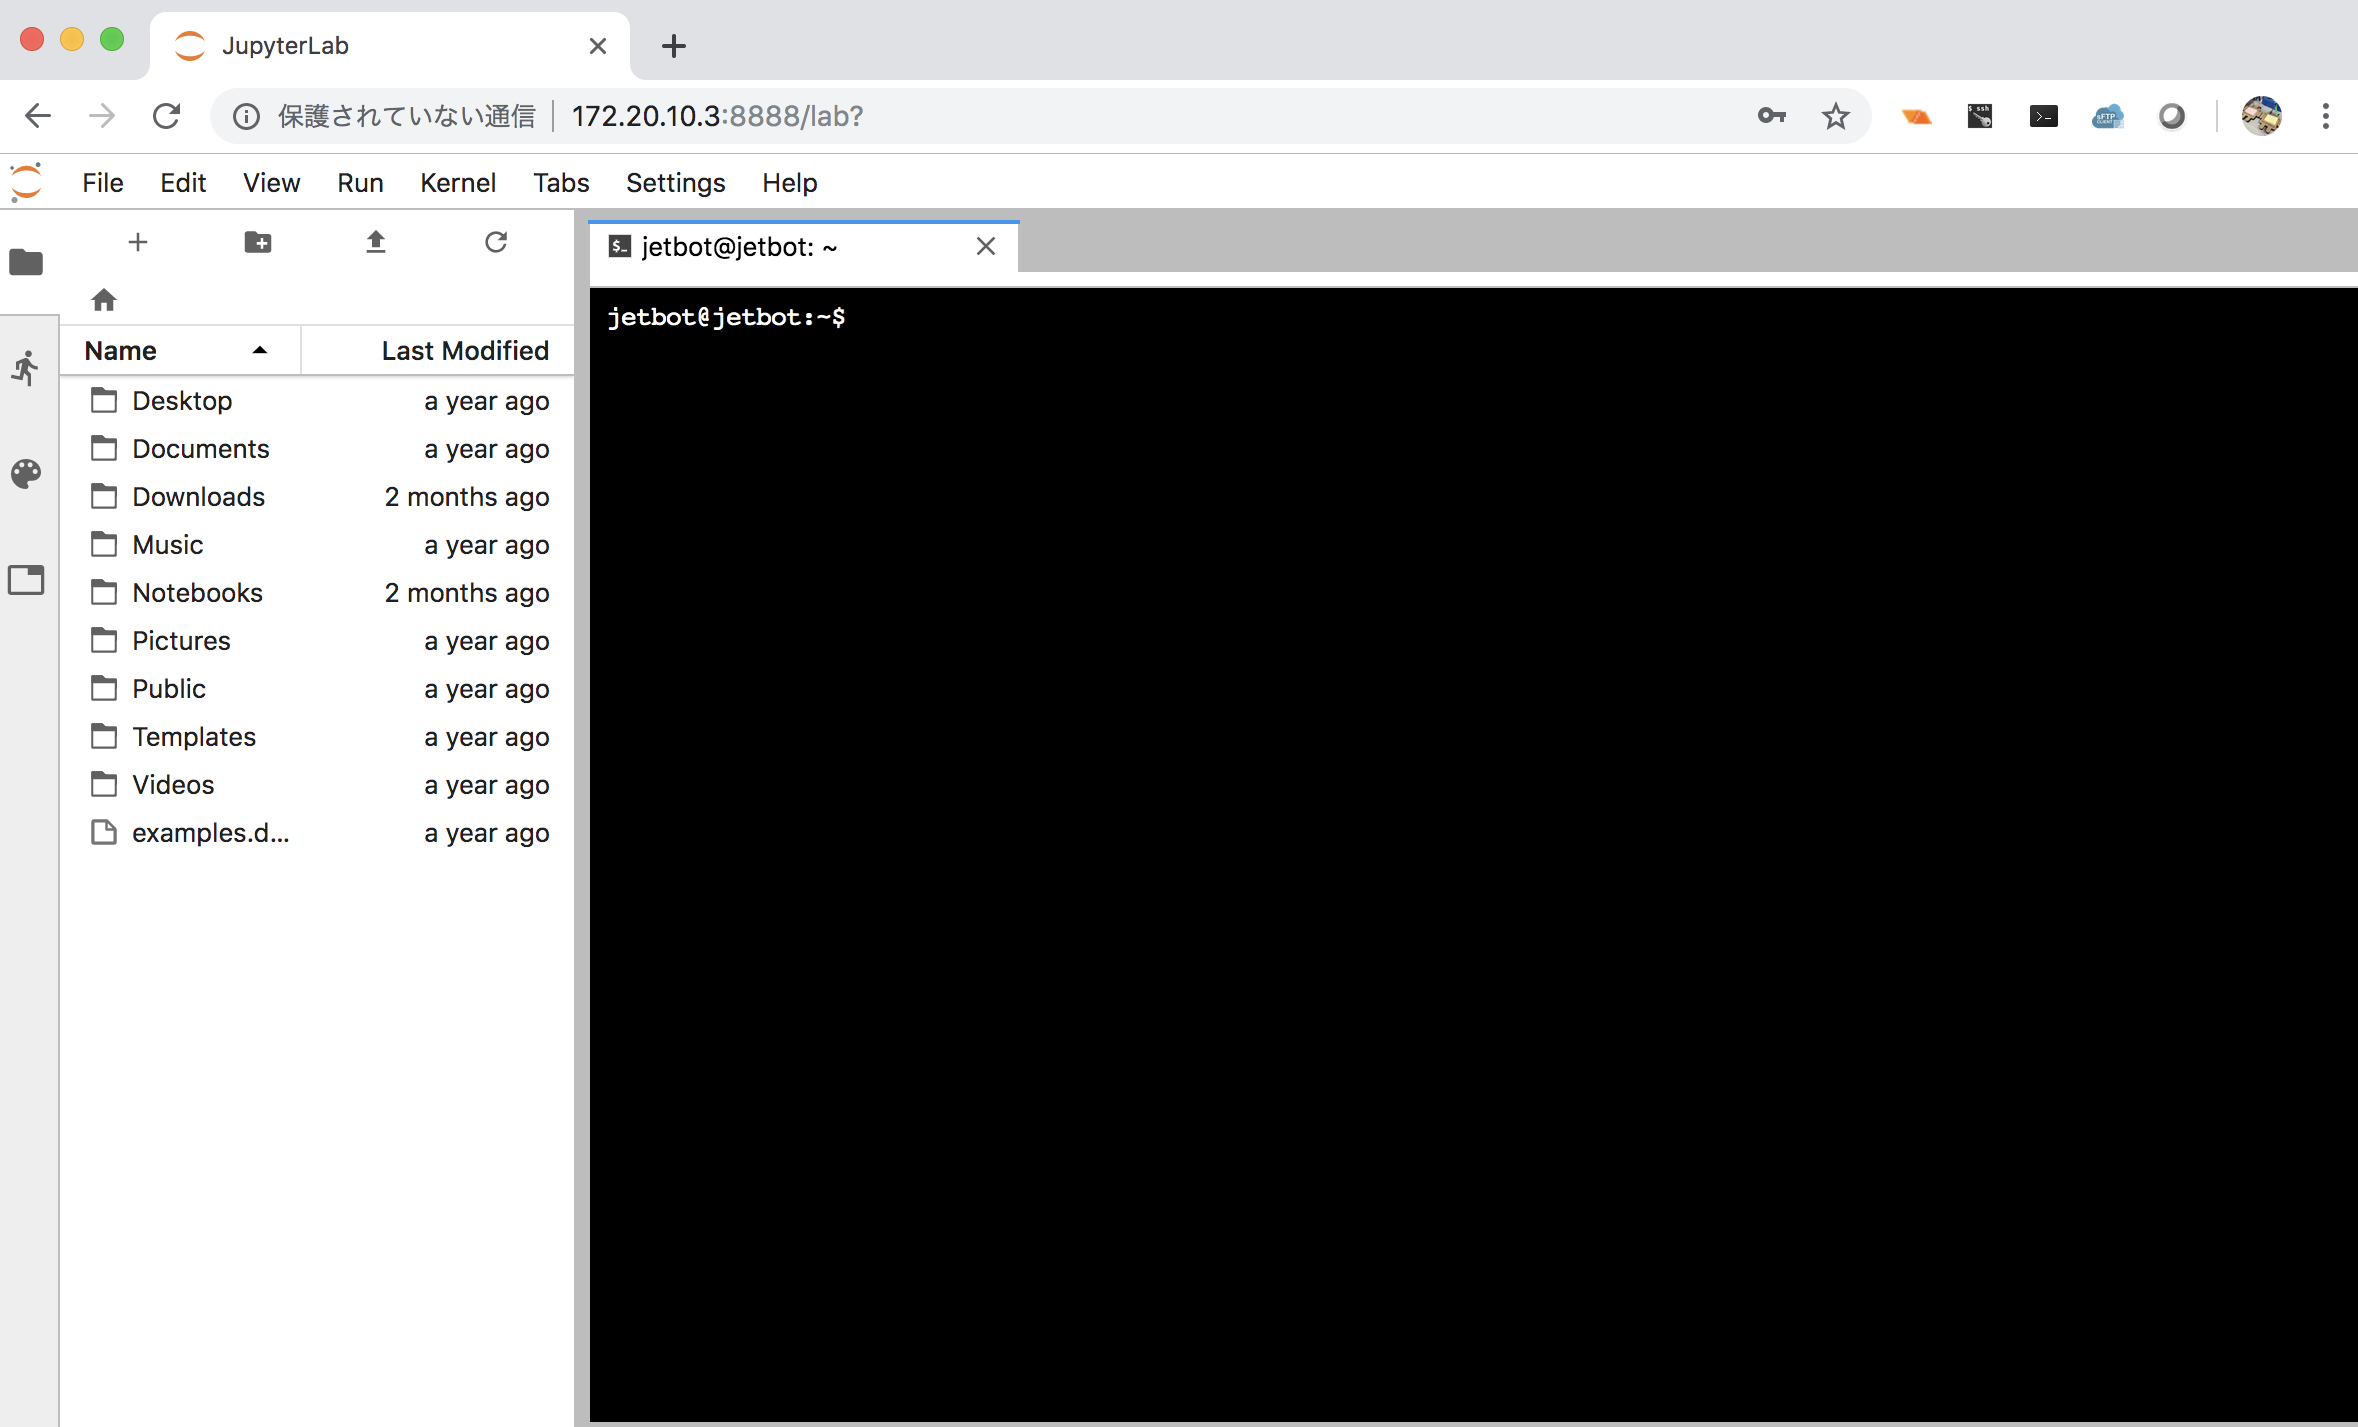 JupyterLab
保護されていない通信 172.20.10.3:8888/lab?
$ ssh
>_
sFTP
CLIENT
File Edit View Run Kernel Tabs Settings Help
$_ jetbot@jetbot: ~
jetbot@jetbot:~$
Name Last Modified
Desktop a year ago
Documents a year ago
Downloads 2 months ago
Music a year ago
Notebooks 2 months ago
Pictures a year ago
Public a year ago
Templates a year ago
Videos a year ago
examples.d... a year ago